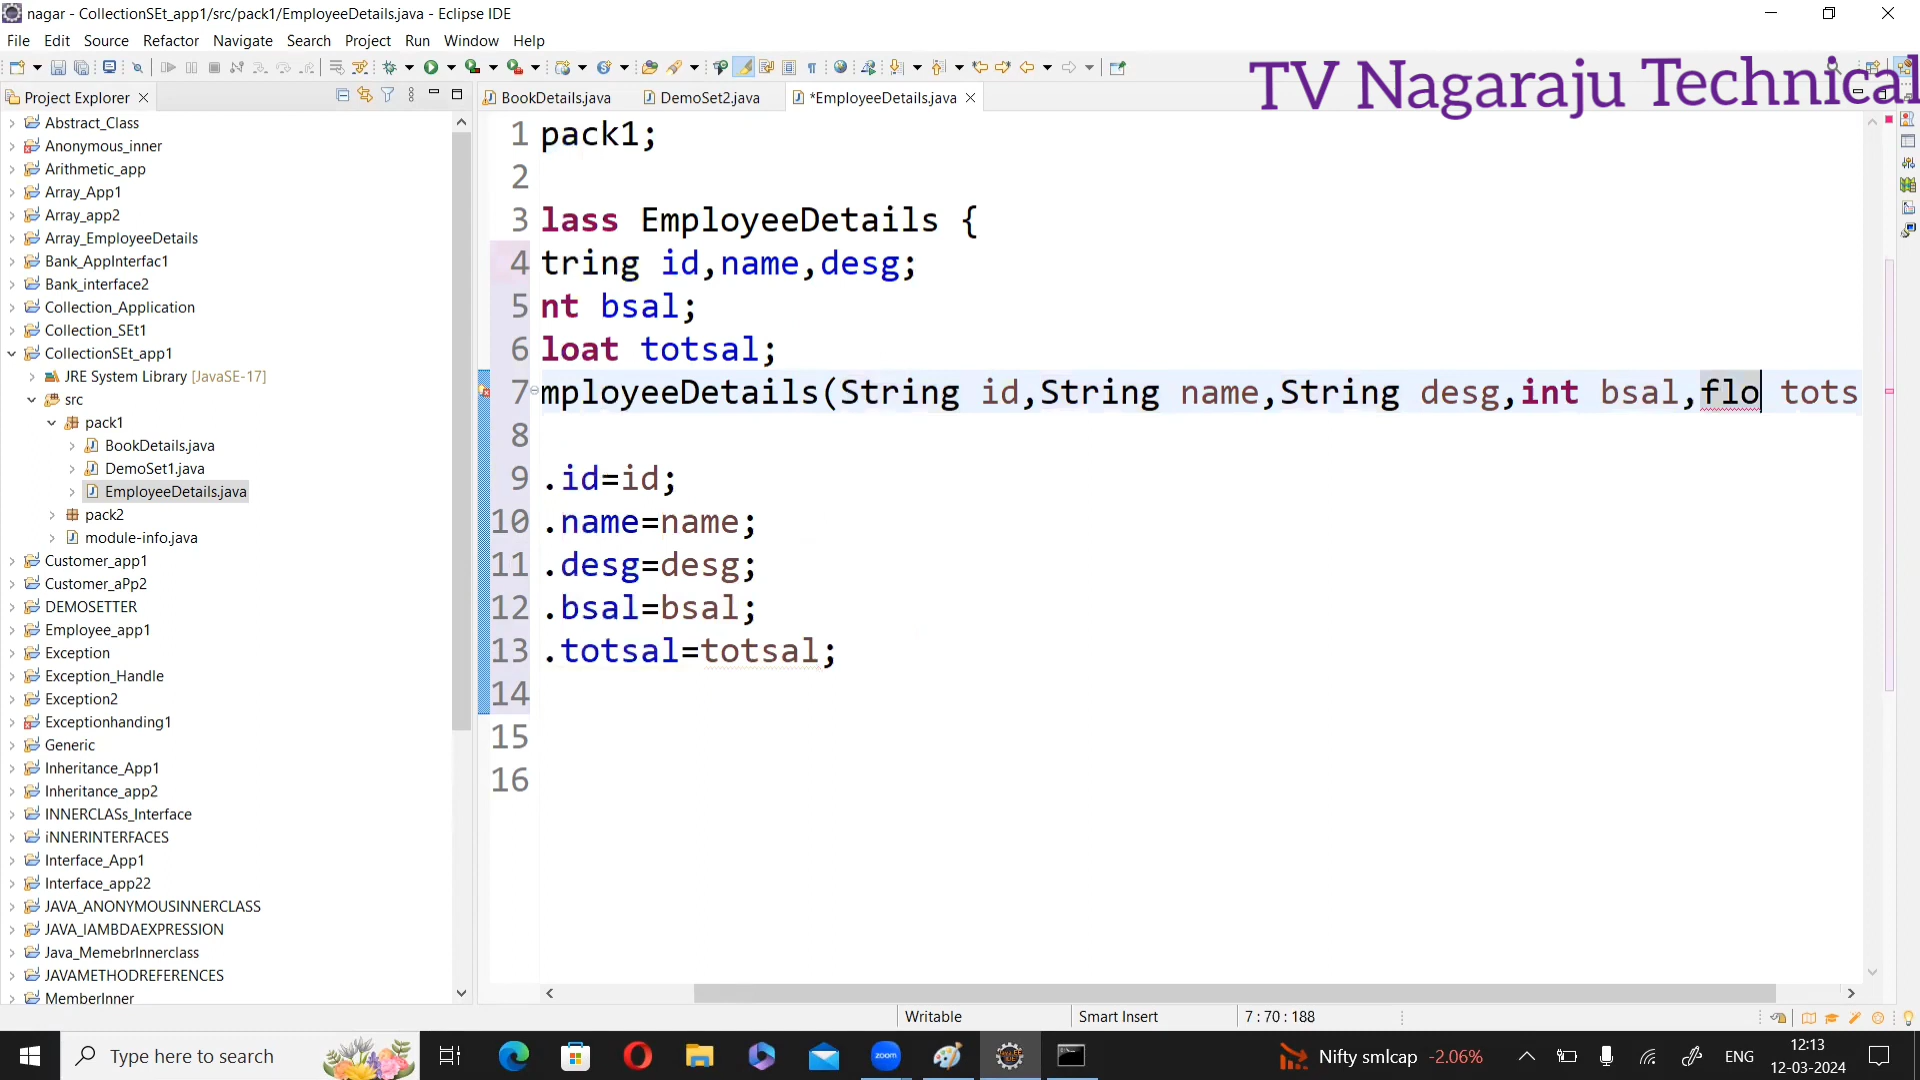 nagar - CollectionSEt_app1/src/pack1/EmployeeDetails.java - Eclipse IDE
File Edit Source Refactor Navigate Search Project Run Window Help
TV Nagaraju Technical
Project Explorer
BookDetails.java DemoSet2.java *EmployeeDetails.java
Abstract_Class
Anonymous_inner
Arithmetic_app
Array_App1
Array_app2
Array_EmployeeDetails
Bank_AppInterfac1
Bank_interface2
Collection_Application
Collection_SEt1
CollectionSEt_app1
JRE System Library [JavaSE-17]
src
pack1
BookDetails.java
DemoSet1.java
EmployeeDetails.java
pack2
module-info.java
Customer_app1
Customer_aPp2
DEMOSETTER
Employee_app1
Exception
Exception_Handle
Exception2
Exceptionhanding1
Generic
Inheritance_App1
Inheritance_app2
INNERCLASs_Interface
iNNERINTERFACES
Interface_App1
Interface_app22
JAVA_ANONYMOUSINNERCLASS
JAVA_lAMBDAEXPRESSION
Java_MemebrInnerclass
JAVAMETHODREFERENCES
MemberInner
1 pack1;
2
3 lass EmployeeDetails {
4 tring id,name,desg;
5 nt bsal;
6 loat totsal;
7 mployeeDetails(String id,String name,String desg,int bsal,flo tots
8
9 .id=id;
10 .name=name;
11 .desg=desg;
12 .bsal=bsal;
13 .totsal=totsal;
14
15
16
Writable Smart Insert 7 : 70 : 188
Type here to search
zoom
Nifty smlcap -2.06%
ENG
12:13
12-03-2024